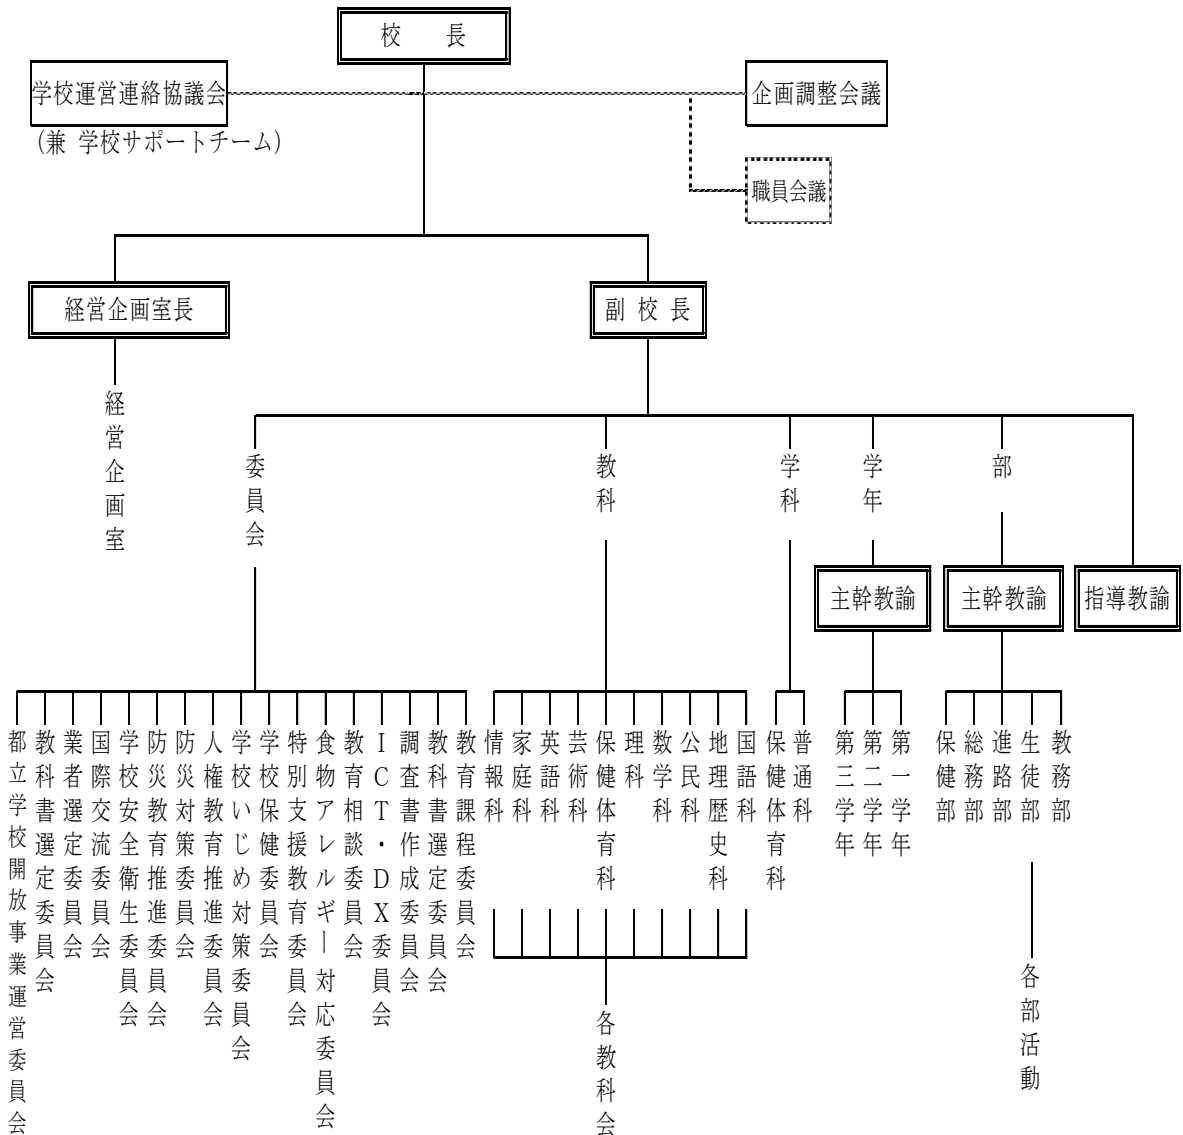 校　長
学校運営連絡協議会
(兼 学校サポートチーム)
企画調整会議
職員会議
経営企画室長
副 校 長
経営企画室
委員会
教科
学科
学年
部
主幹教諭
主幹教諭
指導教諭
教務部
生徒部
進路部
総務部
保健部
第一学年
第二学年
第三学年
普通科
保健体育科
国語科
地理歴史科
公民科
数学科
理科
保健体育科
芸術科
英語科
家庭科
情報科
教育課程委員会
教科書選定委員会
調査書作成委員会
ICT・DX委員会
教育相談委員会
食物アレルギー対応委員会
特別支援教育委員会
学校保健委員会
学校いじめ対策委員会
人権教育推進委員会
防災対策委員会
防災教育推進委員会
学校安全衛生委員会
国際交流委員会
業者選定委員会
教科書選定委員会
都立学校開放事業運営委員会
各部活動
各教科会